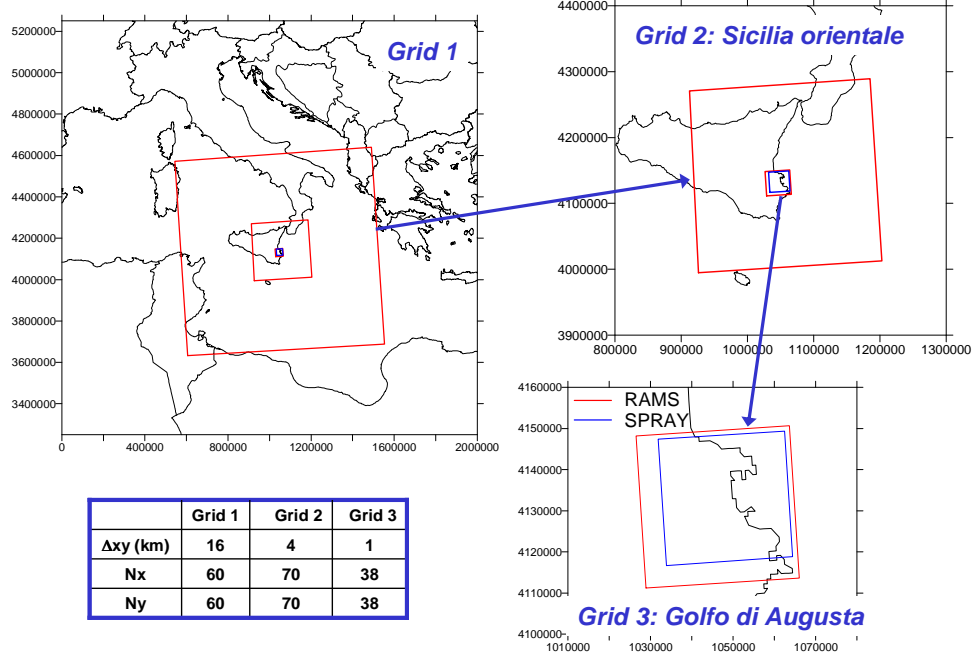 Grid 1
5200000
5000000
4800000
4600000
4400000
4200000
4000000
3800000
3600000
3400000
0 400000 800000 1200000 1600000 2000000
Grid 2: Sicilia orientale
4400000
4300000
4200000
4100000
4000000
3900000
800000 900000 1000000 1100000 1200000 1300000
RAMS
SPRAY
4160000
4150000
4140000
4130000
4120000
4110000
4100000
1010000 1030000 1050000 1070000
Grid 3: Golfo di Augusta
Grid 1 Grid 2 Grid 3
Δxy (km) 16 4 1
Nx 60 70 38
Ny 60 70 38